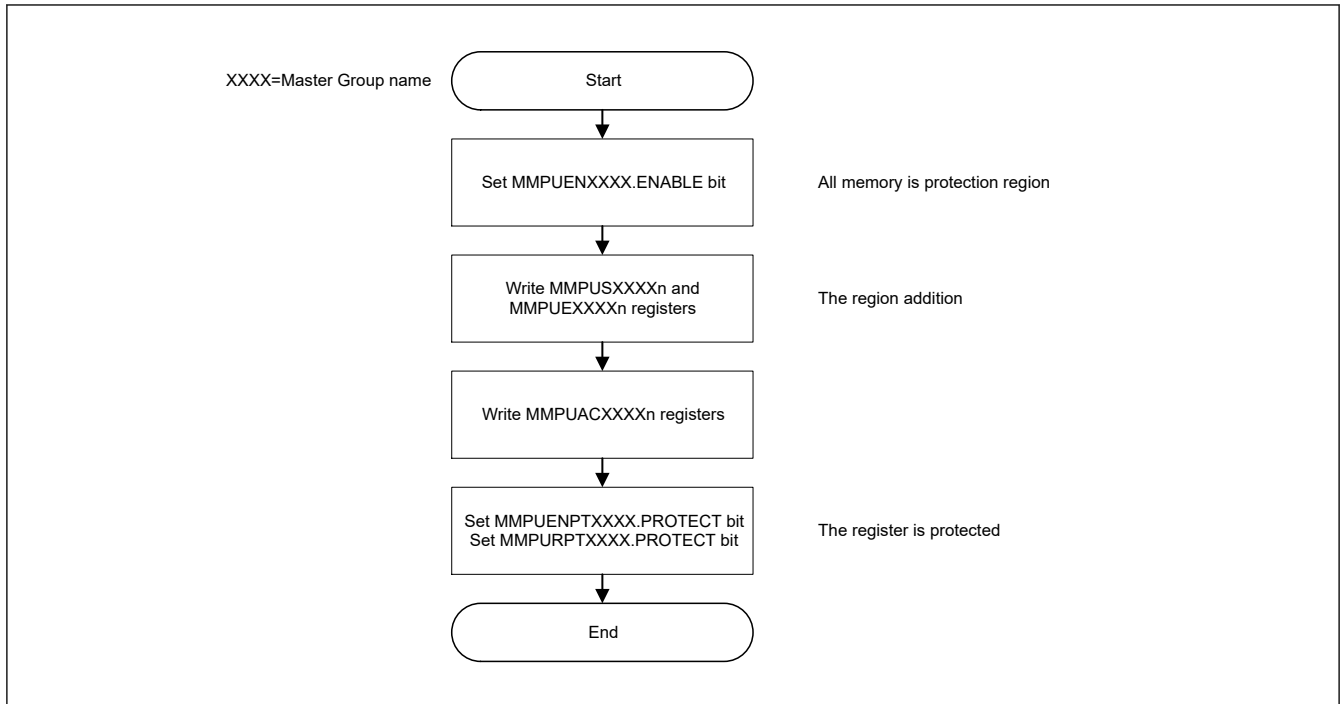 XXXX=Master Group name
Start
Set MMPUENXXXX.ENABLE bit
All memory is protection region
Write MMPUSXXXXn and
MMPUEXXXXn registers
The region addition
Write MMPUACXXXXn registers
Set MMPUENPTXXXX.PROTECT bit
Set MMPURPTXXXX.PROTECT bit
The register is protected
End